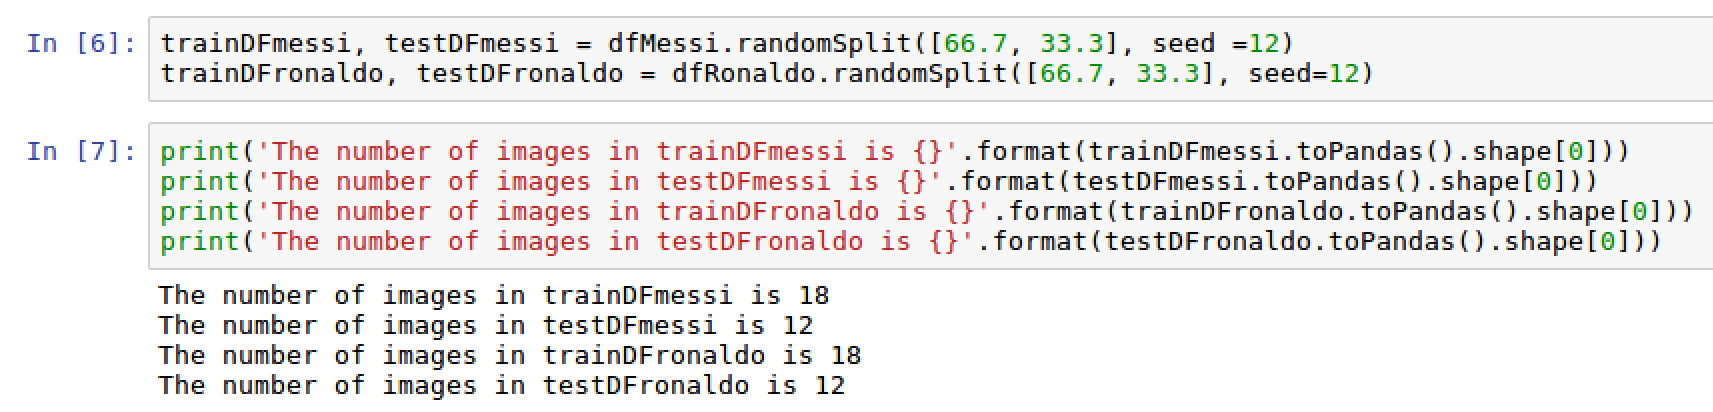 In [6]: trainDFmessi, testDFmessi = dfMessi.randomSplit([66.7, 33.3], seed =12)
trainDFronaldo, testDFronaldo = dfRonaldo.randomSplit([66.7, 33.3], seed=12)
In [7]: print('The number of images in trainDFmessi is {}'.format(trainDFmessi.toPandas().shape[0]))
print('The number of images in testDFmessi is {}'.format(testDFmessi.toPandas().shape[0]))
print('The number of images in trainDFronaldo is {}'.format(trainDFronaldo.toPandas().shape[0]))
print('The number of images in testDFronaldo is {}'.format(testDFronaldo.toPandas().shape[0]))
The number of images in trainDFmessi is 18
The number of images in testDFmessi is 12
The number of images in trainDFronaldo is 18
The number of images in testDFronaldo is 12